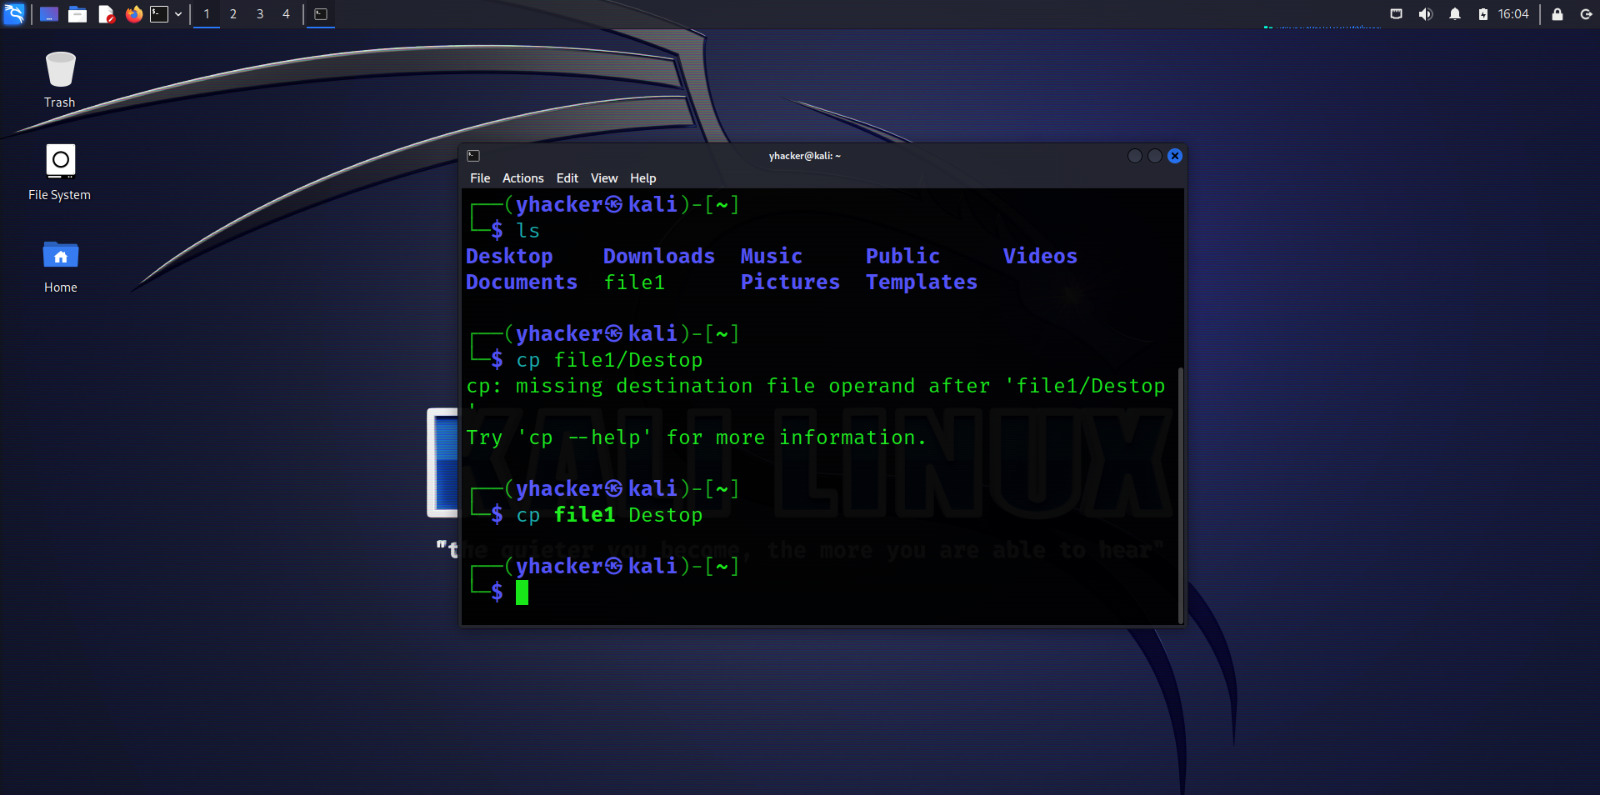 1 2 3 4 16:04
Trash
File System
Home
yhacker@kali: ~
File Actions Edit View Help
(yhacker㉿kali)-[~]
$ ls
Desktop Downloads Music Public Videos
Documents file1 Pictures Templates
(yhacker㉿kali)-[~]
$ cp file1/Destop
cp: missing destination file operand after 'file1/Destop
'
Try 'cp --help' for more information.
(yhacker㉿kali)-[~]
$ cp file1 Destop
(yhacker㉿kali)-[~]
$
KALI LINUX
"the quieter you become, the more you are able to hear"